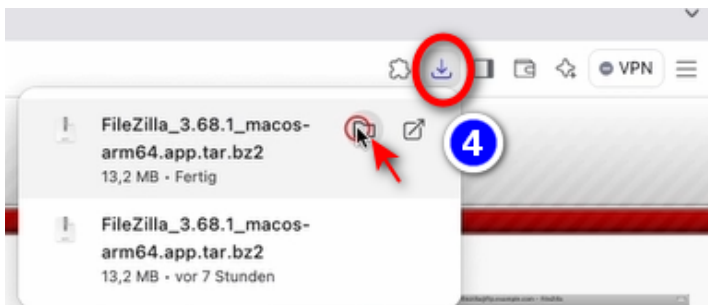 VPN
FileZilla_3.68.1_macos-
arm64.app.tar.bz2
13,2 MB • Fertig
4
FileZilla_3.68.1_macos-
arm64.app.tar.bz2
13,2 MB • vor 7 Stunden